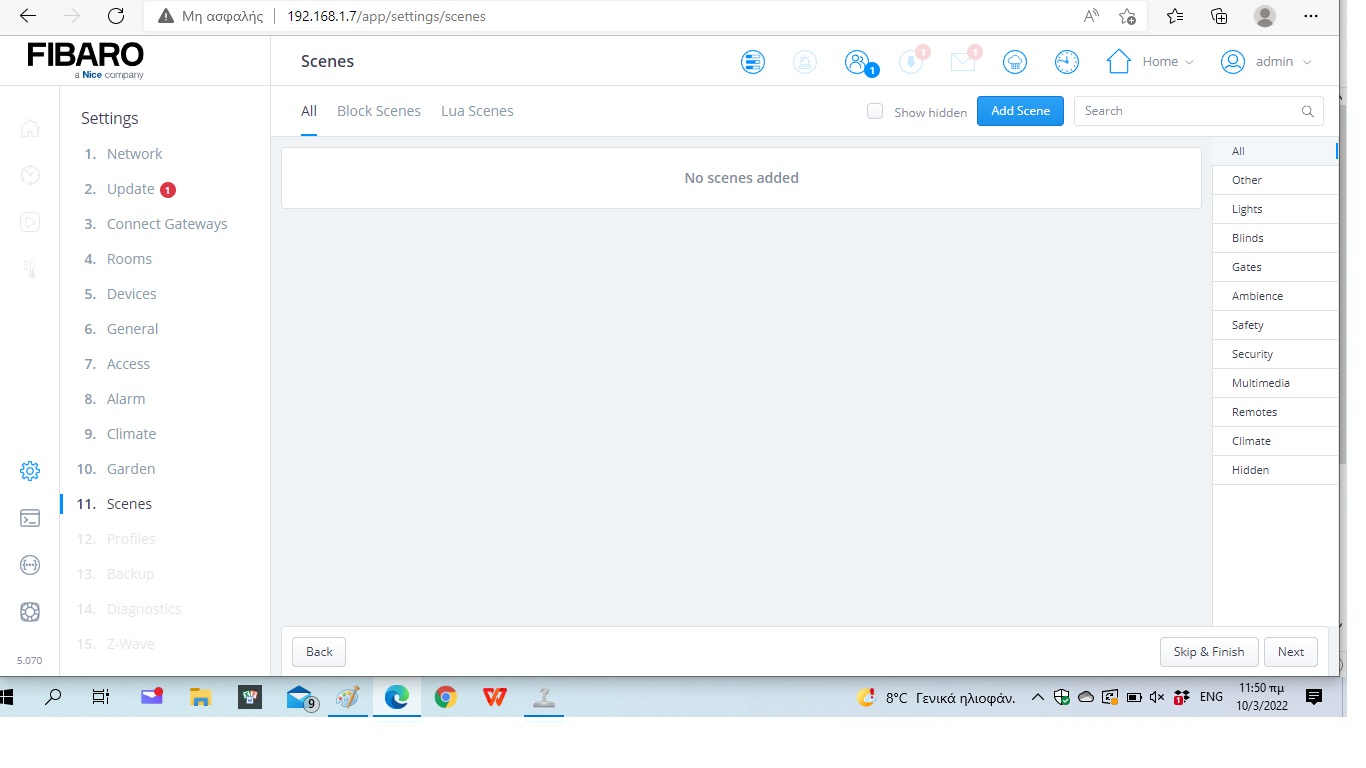 Μη ασφαλής
192.168.1.7/app/settings/scenes
FIBARO
a Nice company
Scenes
1
1
1
Home
admin
Settings
1. Network
2. Update 1
3. Connect Gateways
4. Rooms
5. Devices
6. General
7. Access
8. Alarm
9. Climate
10. Garden
11. Scenes
12. Profiles
13. Backup
14. Diagnostics
15. Z-Wave
5.070
All Block Scenes Lua Scenes
Show hidden
Add Scene
Search
No scenes added
All
Other
Lights
Blinds
Gates
Ambience
Safety
Security
Multimedia
Remotes
Climate
Hidden
Back
Skip & Finish
Next
9
8°C Γενικά ηλιοφάν.
1
ENG
11:50 πμ
10/3/2022